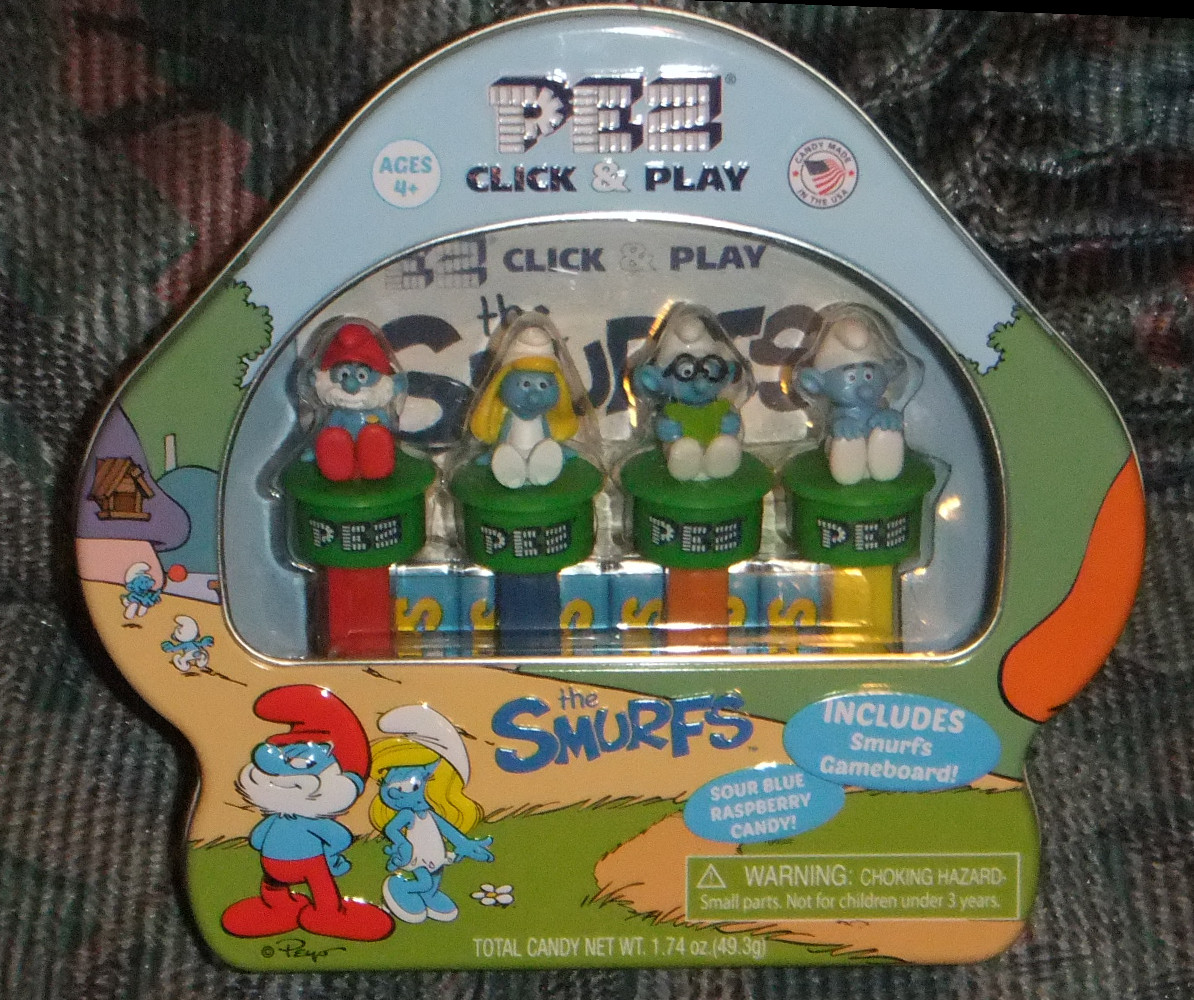 PEZ®
CLICK & PLAY
AGES
4+
CANDY MADE
IN THE USA
EZ CLICK & PLAY
the
SMURFS
PEZ
PEZ
PEZ
PEZ
S
S
S
S
the
SMURFS™
INCLUDES
Smurfs
Gameboard!
SOUR BLUE
RASPBERRY
CANDY!
WARNING: CHOKING HAZARD-
Small parts. Not for children under 3 years.
© Peyo
TOTAL CANDY NET WT. 1.74 oz.(49.3g)